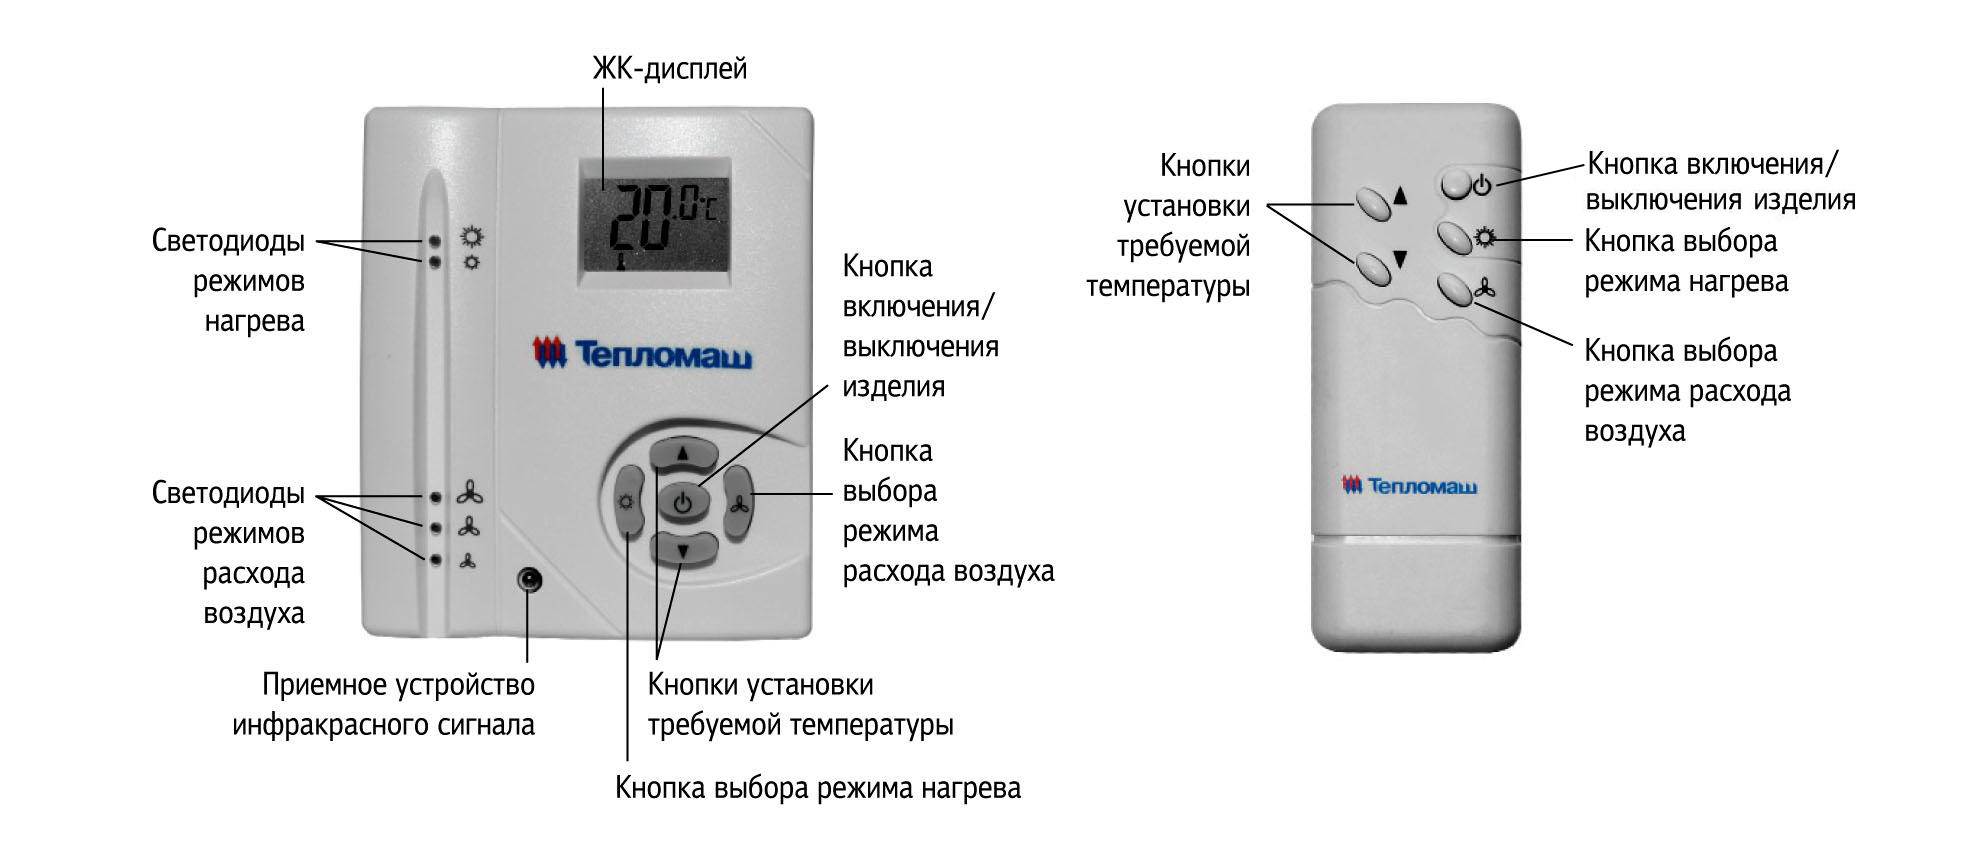 ЖК-дисплей
20.0°C
Светодиоды
режимов
нагрева
Тепломаш
Кнопка
включения/
выключения
изделия
Светодиоды
режимов
расхода
воздуха
Кнопка
выбора
режима
расхода воздуха
Приемное устройство
инфракрасного сигнала
Кнопки установки
требуемой температуры
Кнопка выбора режима нагрева
Кнопки
установки
требуемой
температуры
Кнопка включения/
выключения изделия
Кнопка выбора
режима нагрева
Кнопка выбора
режима расхода
воздуха
Тепломаш